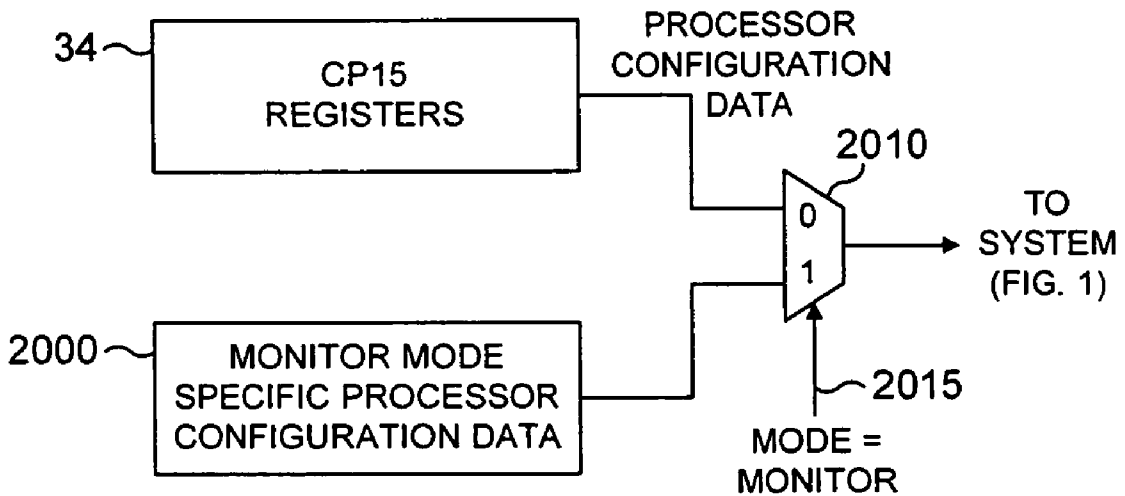 34
CP15
REGISTERS
PROCESSOR
CONFIGURATION
DATA
2010
0
1
TO
SYSTEM
(FIG. 1)
2000
MONITOR MODE
SPECIFIC PROCESSOR
CONFIGURATION DATA
2015
MODE =
MONITOR